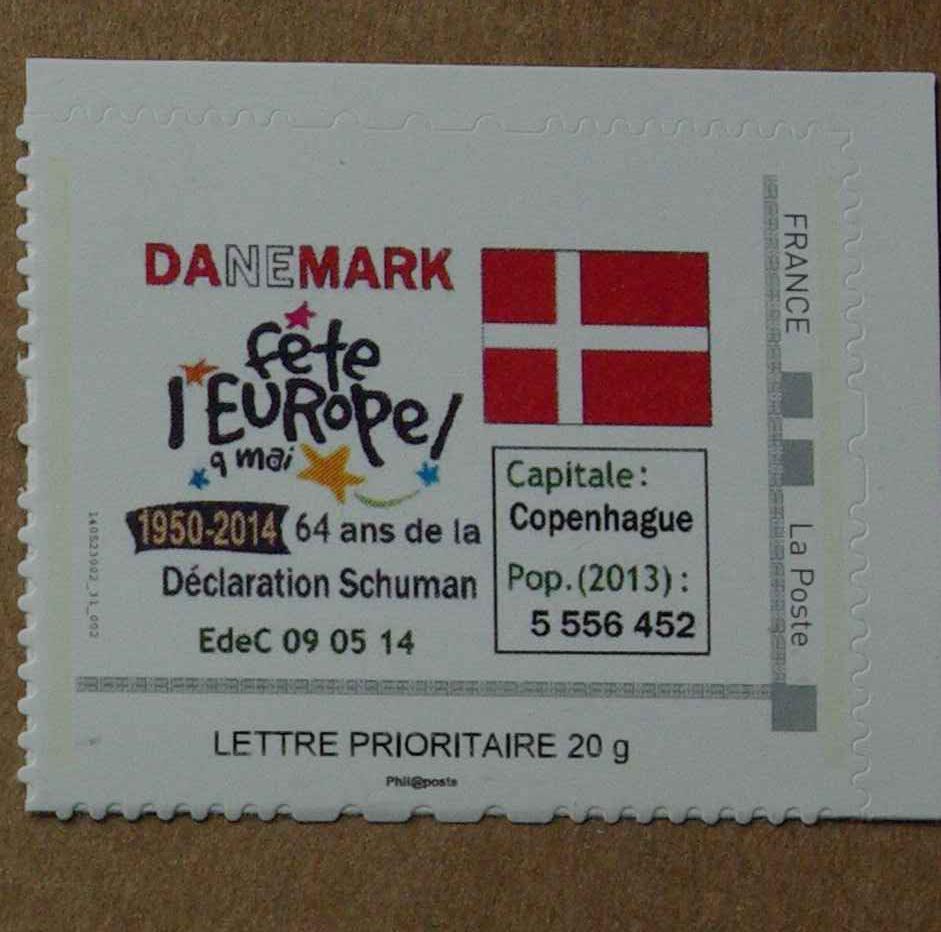 DANEMARK
fête
l'EUROpe!
9 mai
1950-2014 64 ans de la
Déclaration Schuman
EdeC 09 05 14
Capitale:
Copenhague
Pop.(2013):
5 556 452
FRANCE
La Poste
LETTRE PRIORITAIRE 20 g
Phil@poste